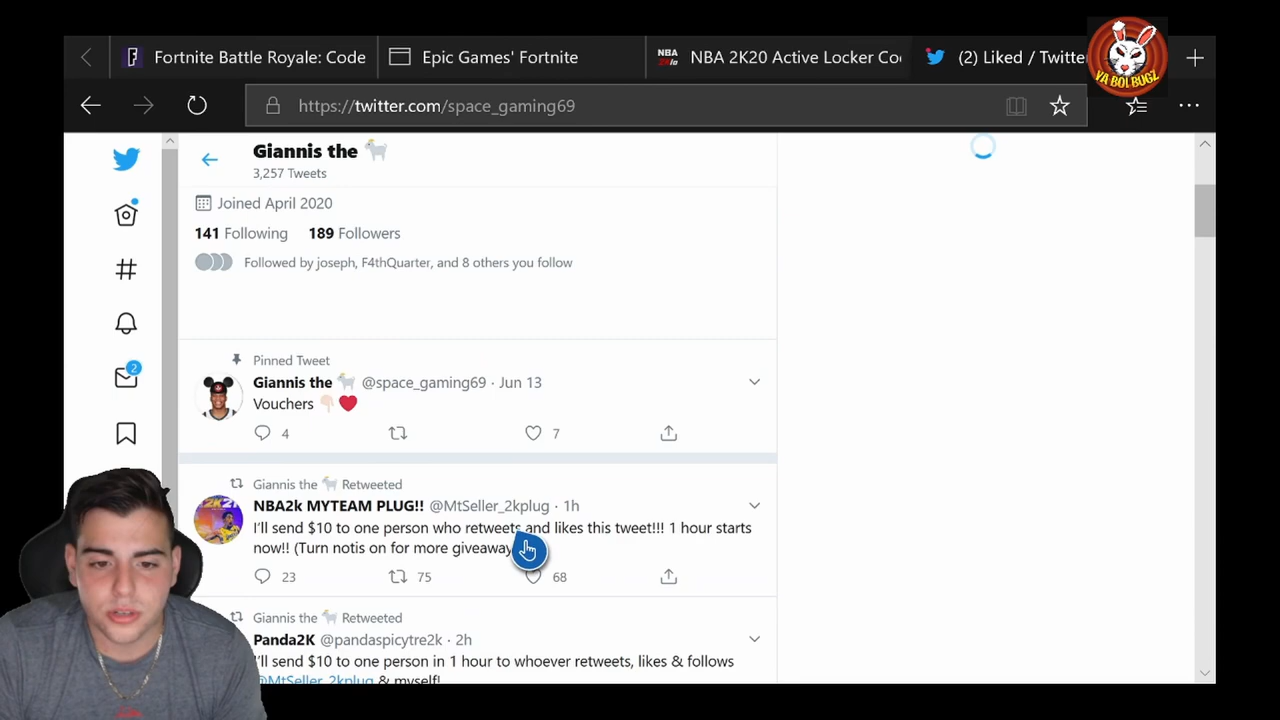 Fortnite Battle Royale: Code
Epic Games' Fortnite
NBA 2K20 Active Locker Co
(2) Liked / Twitte
YA BOI BUGZ
https://twitter.com/space_gaming69
Giannis the
3,257 Tweets
Joined April 2020
141 Following 189 Followers
Followed by joseph, F4thQuarter, and 8 others you follow
2
Pinned Tweet
Giannis the @space_gaming69 · Jun 13
Vouchers
4 7
Giannis the Retweeted
NBA2k MYTEAM PLUG!! @MtSeller_2kplug · 1h
I'll send $10 to one person who retweets and likes this tweet!!! 1 hour starts
now!! (Turn notis on for more giveaway
23 75 68
Giannis the Retweeted
Panda2K @pandaspicytre2k · 2h
I'll send $10 to one person in 1 hour to whoever retweets, likes & follows
@MtSeller_2kplug & myself!